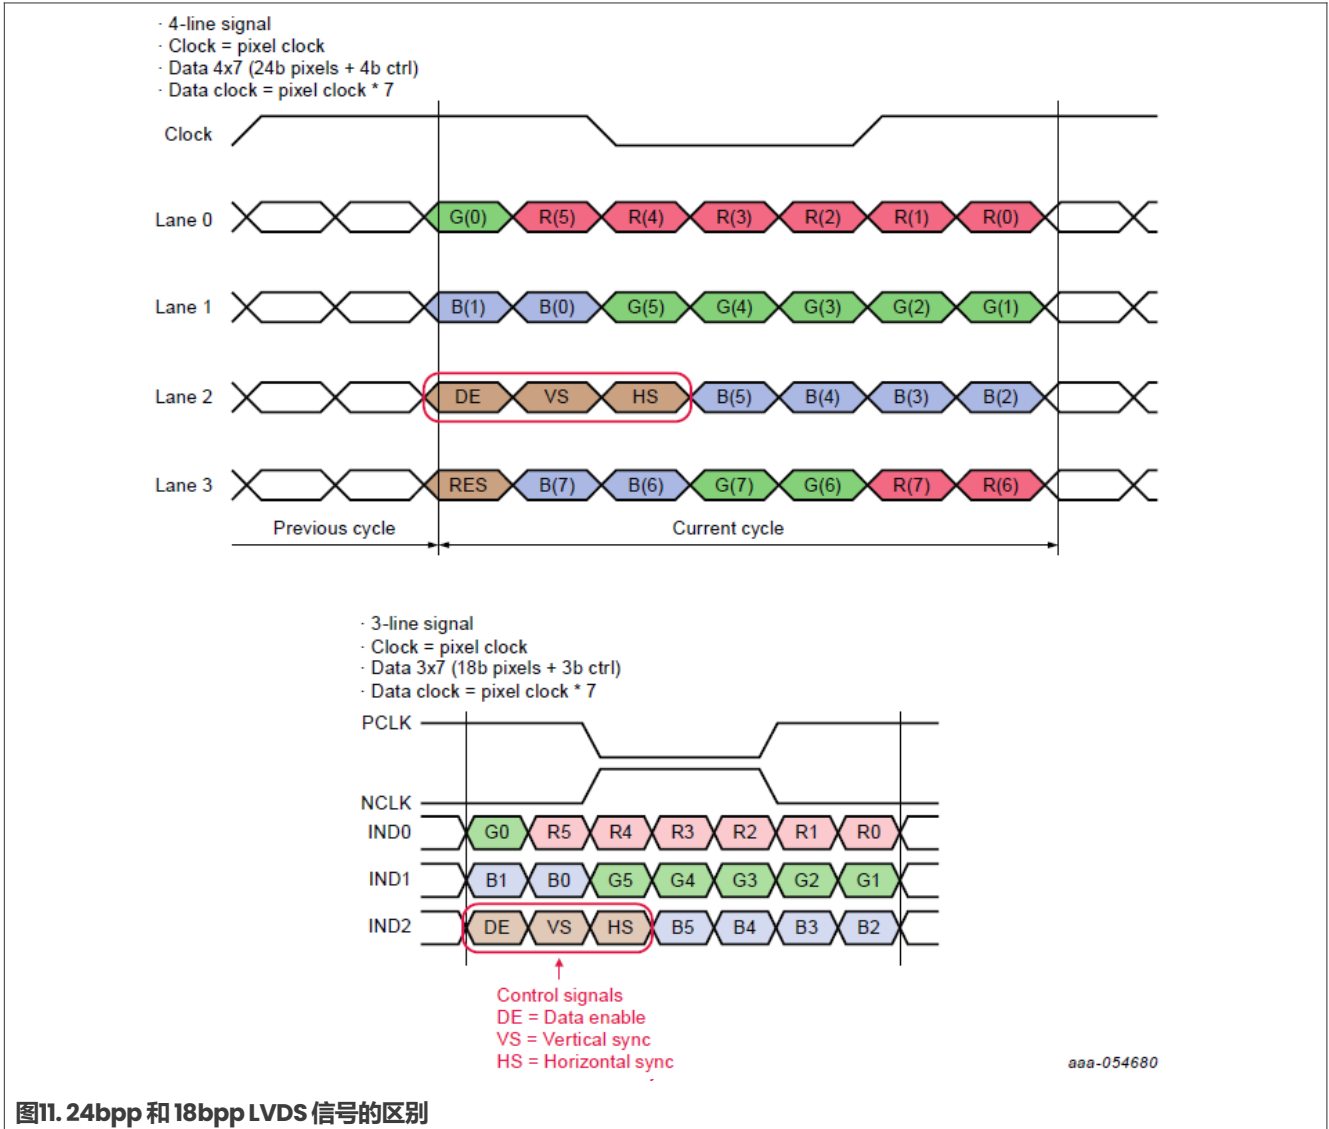 · 4-line signal
· Clock = pixel clock
· Data 4x7 (24b pixels + 4b ctrl)
· Data clock = pixel clock * 7
Clock
Lane 0 G(0) R(5) R(4) R(3) R(2) R(1) R(0)
Lane 1 B(1) B(0) G(5) G(4) G(3) G(2) G(1)
Lane 2 DE VS HS B(5) B(4) B(3) B(2)
Lane 3 RES B(7) B(6) G(7) G(6) R(7) R(6)
Previous cycle Current cycle
· 3-line signal
· Clock = pixel clock
· Data 3x7 (18b pixels + 3b ctrl)
· Data clock = pixel clock * 7
PCLK
NCLK
IND0 G0 R5 R4 R3 R2 R1 R0
IND1 B1 B0 G5 G4 G3 G2 G1
IND2 DE VS HS B5 B4 B3 B2
Control signals
DE = Data enable
VS = Vertical sync
HS = Horizontal sync
aaa-054680
图11. 24bpp 和 18bpp LVDS 信号的区别